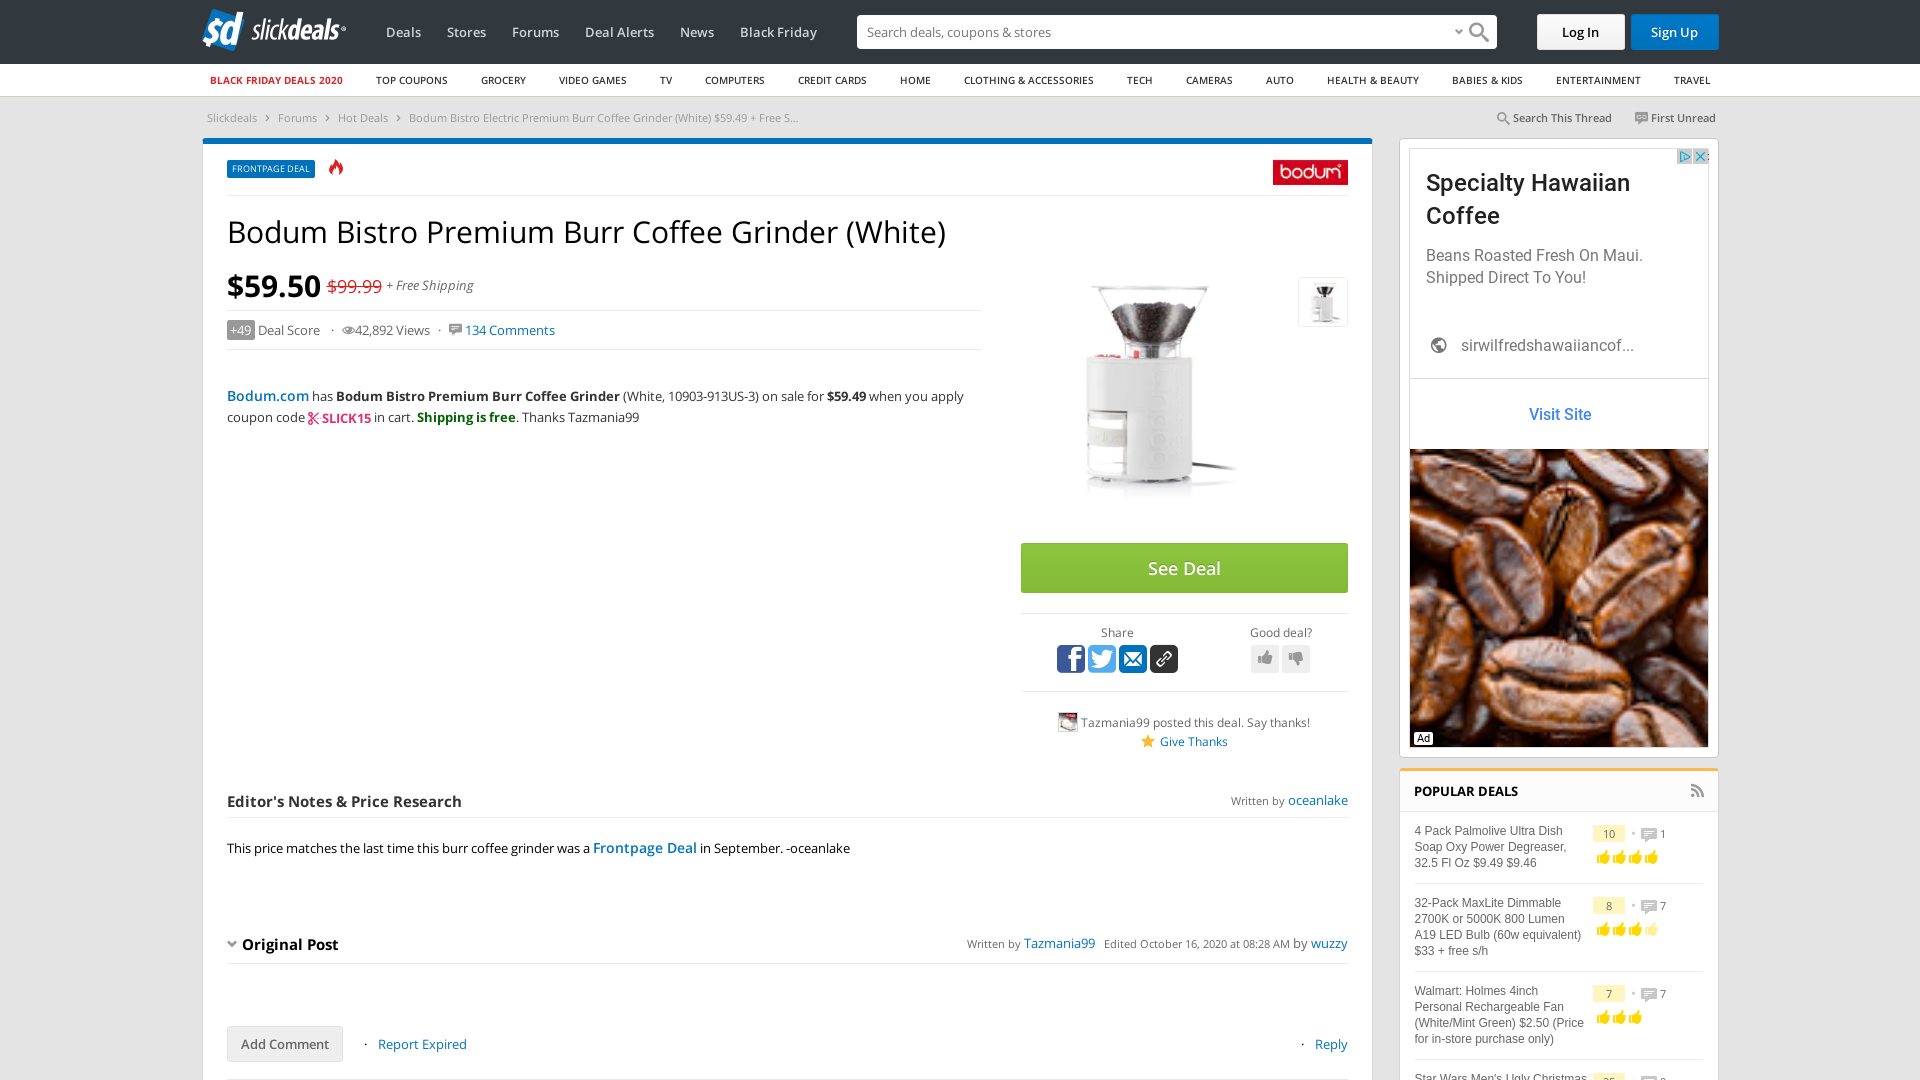 slickdeals
Deals
Stores
Forums
Deal Alerts
News
Black Friday
Search deals, coupons & shopping
Log In
Sign Up
BLACK FRIDAY DEALS 2020
TOP COUPONS
GROCERY
VIDEO GAMES
TV
COMPUTERS
CREDIT CARDS
HOME
CLOTHING & ACCESSORIES
TECH
CAMERAS
AUTO
HEALTH & BEAUTY
BABIES & KIDS
ENTERTAINMENT
TRAVEL
Slickdeals › Forums › Hot Deals › Bodum Bistro Electric Premium Burr Coffee Grinder (White) $59.49 + Free S...
Search This Thread
First Unread
FRONTPAGE DEAL
bodum
Bodum Bistro Premium Burr Coffee Grinder (White)
$59.50 $99.99 + Free Shipping
+49 Deal Score · 42,892 Views · 134 Comments
Bodum.com has Bodum Bistro Premium Burr Coffee Grinder (White, 10903-913US-3) on sale for $59.49 when you apply
coupon code SLICK15 in cart. Shipping is free. Thanks Tazmania99
See Deal
Share
Good deal?
Tazmania99 posted this deal. Say thanks!
Give Thanks
Editor's Notes & Price Research
Written by oceanlake
This price matches the last time this burr coffee grinder was a Frontpage Deal in September. -oceanlake
Original Post
Written by Tazmania99 Edited October 16, 2020 at 08:28 AM by wuzzy
Add Comment
· Report Expired
· Reply
Specialty Hawaiian
Coffee
Beans Roasted Fresh On Maui.
Shipped Direct To You!
sirwilfredshawaiiancof...
Visit Site
Ad
POPULAR DEALS
4 Pack Palmolive Ultra Dish
Soap Oxy Power Degreaser,
32.5 Fl Oz $9.49 $9.46
10 • 1
32-Pack MaxLite Dimmable
2700K or 5000K 800 Lumen
A19 LED Bulb (60w equivalent)
$33 + free s/h
8 • 7
Walmart: Holmes 4inch
Personal Rechargeable Fan
(White/Mint Green) $2.50 (Price
for in-store purchase only)
7 • 7
Star Wars Men's Ugly Christmas